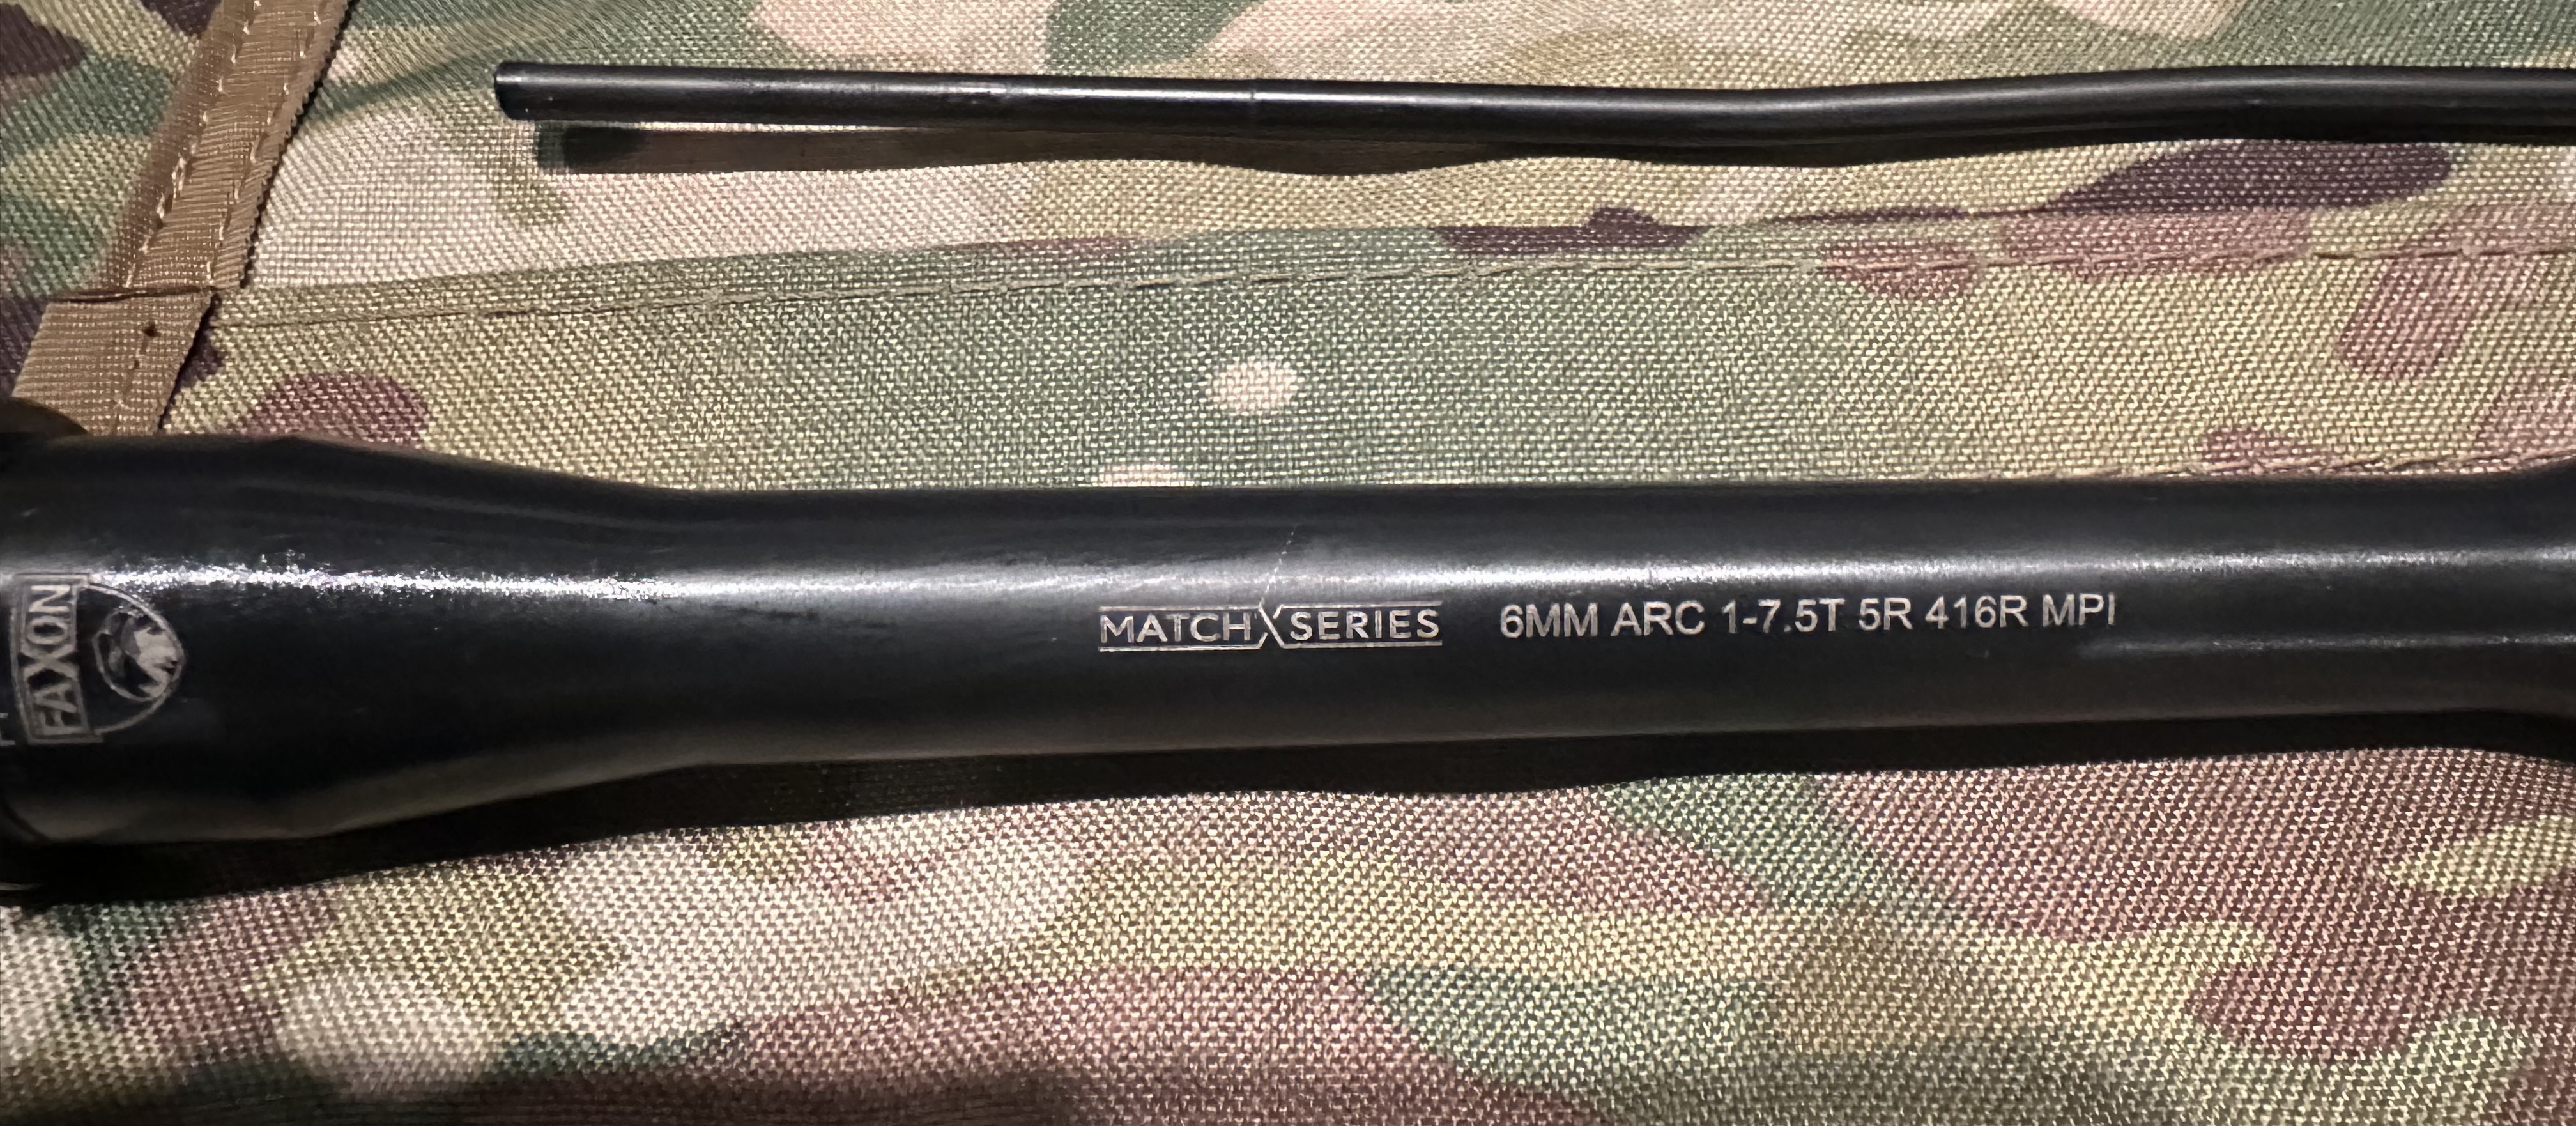 FAXON
MATCH SERIES 6MM ARC 1-7.5T 5R 416R MPI